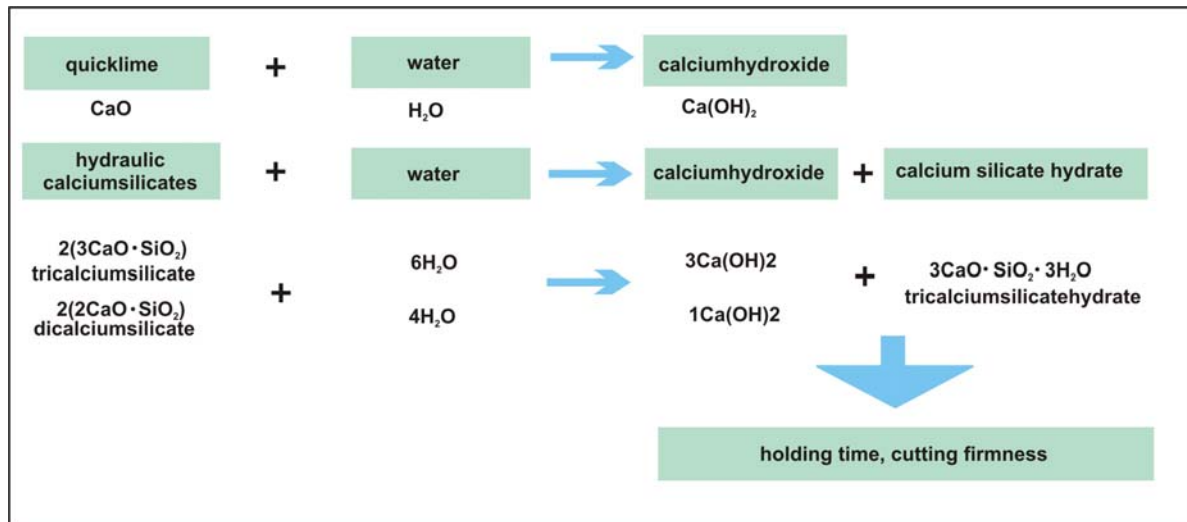 quicklime + water calciumhydroxide
CaO H₂O Ca(OH)₂
hydraulic
calciumsilicates + water calciumhydroxide + calcium silicate hydrate
2(3CaO·SiO₂) 6H₂O 3Ca(OH)2 + 3CaO·SiO₂·3H₂O
tricalciumsilicate + tricalciumsilicatehydrate
2(2CaO·SiO₂) 4H₂O 1Ca(OH)2
dicalciumsilicate
holding time, cutting firmness